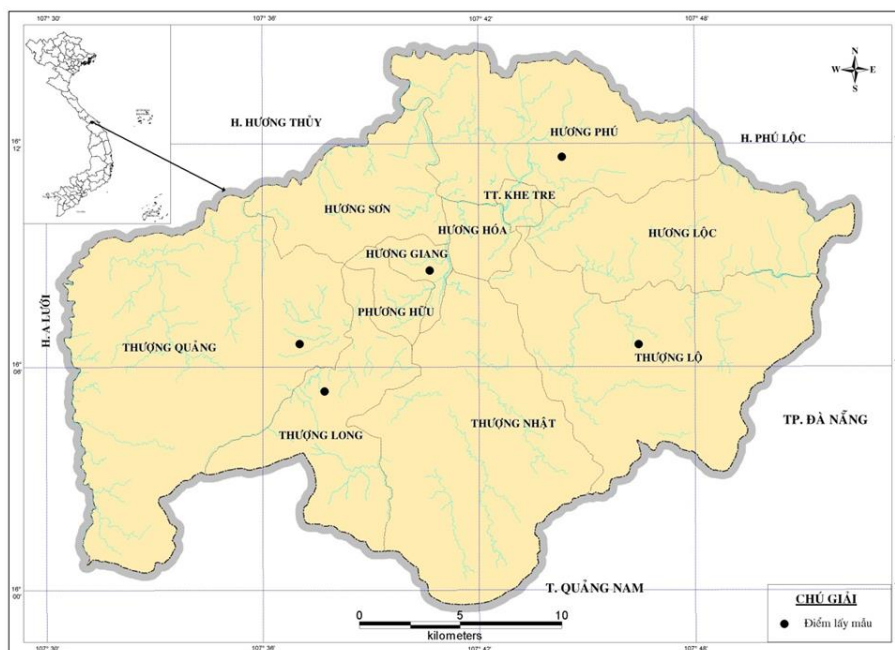 107° 30'
107° 36'
107° 42'
107° 48'
N
W E
S
H. HƯƠNG THỦY
HƯƠNG PHÚ
H. PHÚ LỘC
16°
12'
TT. KHE TRE
HƯƠNG SƠN
HƯƠNG HÓA
HƯƠNG LỘC
HƯƠNG GIANG
PHƯƠNG HỮU
H. A LƯỚI
THƯỢNG QUẢNG
THƯỢNG LỘ
16°
08'
TP. ĐÀ NẴNG
THƯỢNG NHẬT
THƯỢNG LONG
T. QUẢNG NAM
16°
00'
CHÚ GIẢI
Điểm lấy mẫu
0 5 10
kilometers
107° 30'
107° 36'
107° 42'
107° 48'